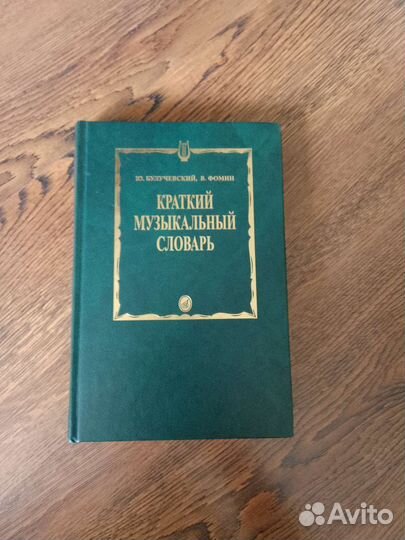 Ю. БУЛУЧЕВСКИЙ, В. ФОМИН
КРАТКИЙ
МУЗЫКАЛЬНЫЙ
СЛОВАРЬ
Avito